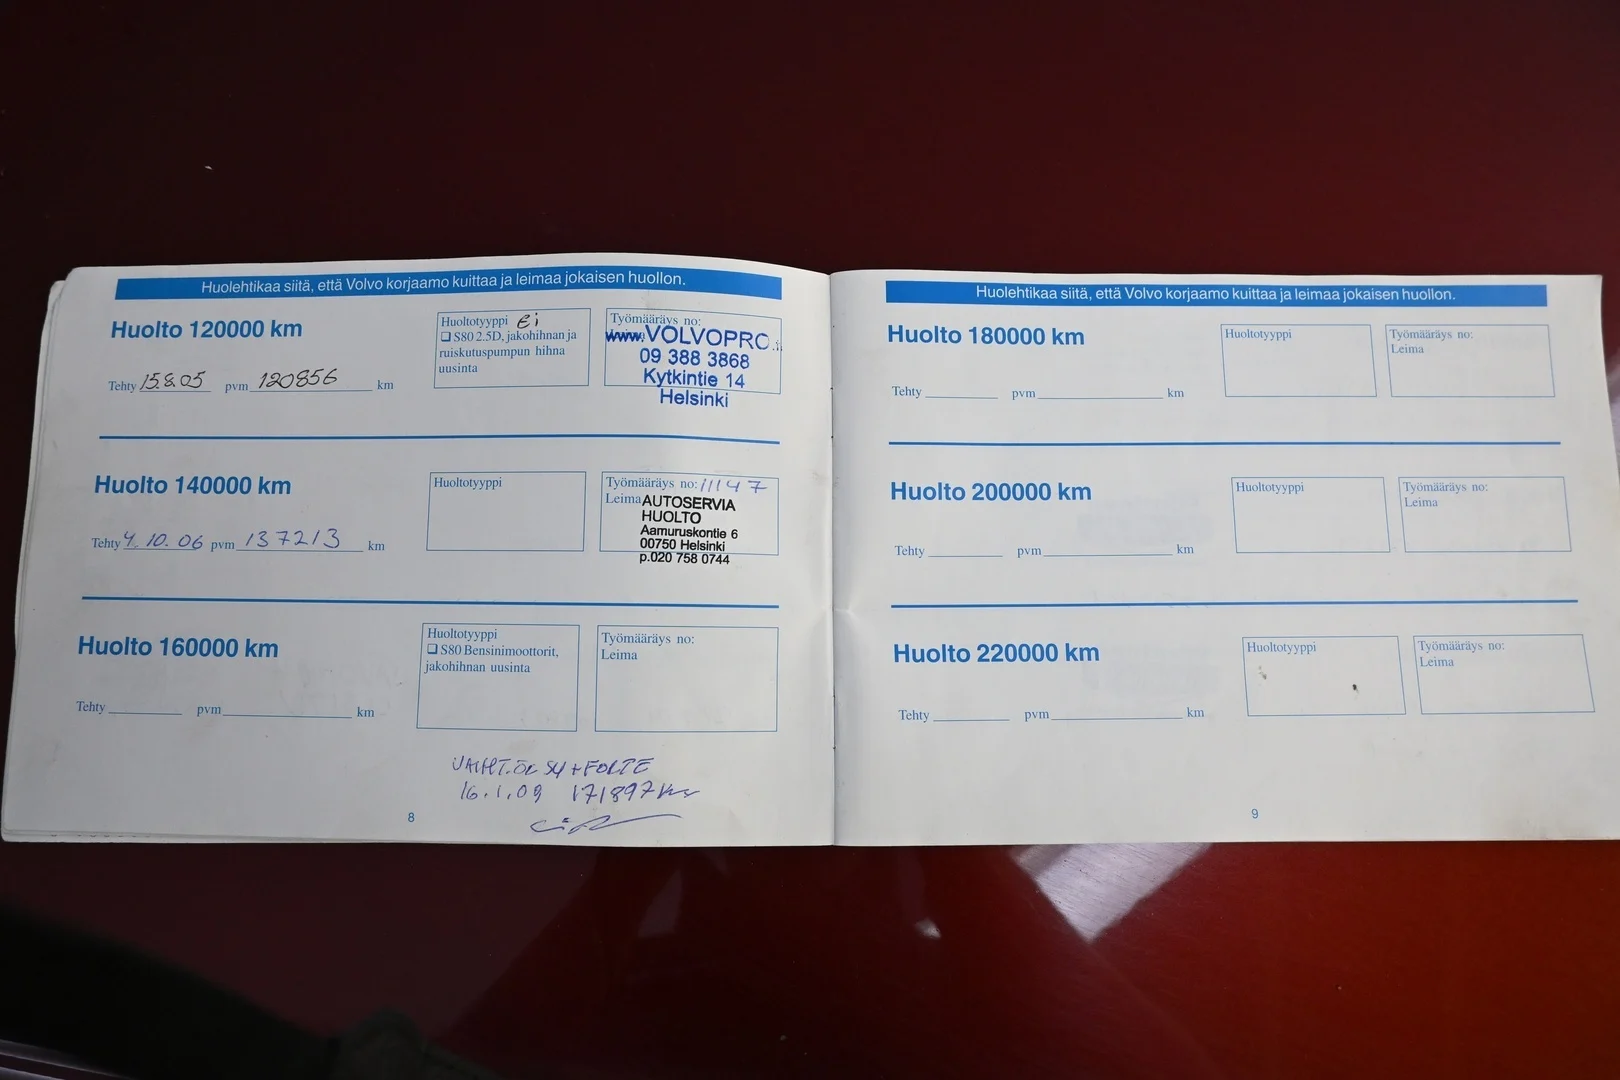 Huolehtikaa siitä, että Volvo korjaamo kuittaa ja leimaa jokaisen huollon.
Huolto 120000 km
Tehty 15.8.05 pvm 120856 km
Huoltotyyppi Ei
❑ S80 2.5D, jakohihnan ja
ruiskutuspumpun hihna
uusinta
Työmääräys no:
www.VOLVOPRO.
09 388 3868
Kytkintie 14
Helsinki
Huolto 140000 km
Tehty 4.10.06 pvm 137213 km
Huoltotyyppi
Työmääräys no: 11147
Leima AUTOSERVIA
HUOLTO
Aamuruskontie 6
00750 Helsinki
p.020 758 0744
Huolto 160000 km
Tehty pvm km
Huoltotyyppi
❑ S80 Bensinimoottorit,
jakohihnan uusinta
Työmääräys no:
Leima
VAIHT. ÖL S4 + FORTE
16.1.09 171897 km
8
Huolehtikaa siitä, että Volvo korjaamo kuittaa ja leimaa jokaisen huollon.
Huolto 180000 km
Tehty pvm km
Huoltotyyppi
Työmääräys no:
Leima
Huolto 200000 km
Tehty pvm km
Huoltotyyppi
Työmääräys no:
Leima
Huolto 220000 km
Tehty pvm km
Huoltotyyppi
Työmääräys no:
Leima
9